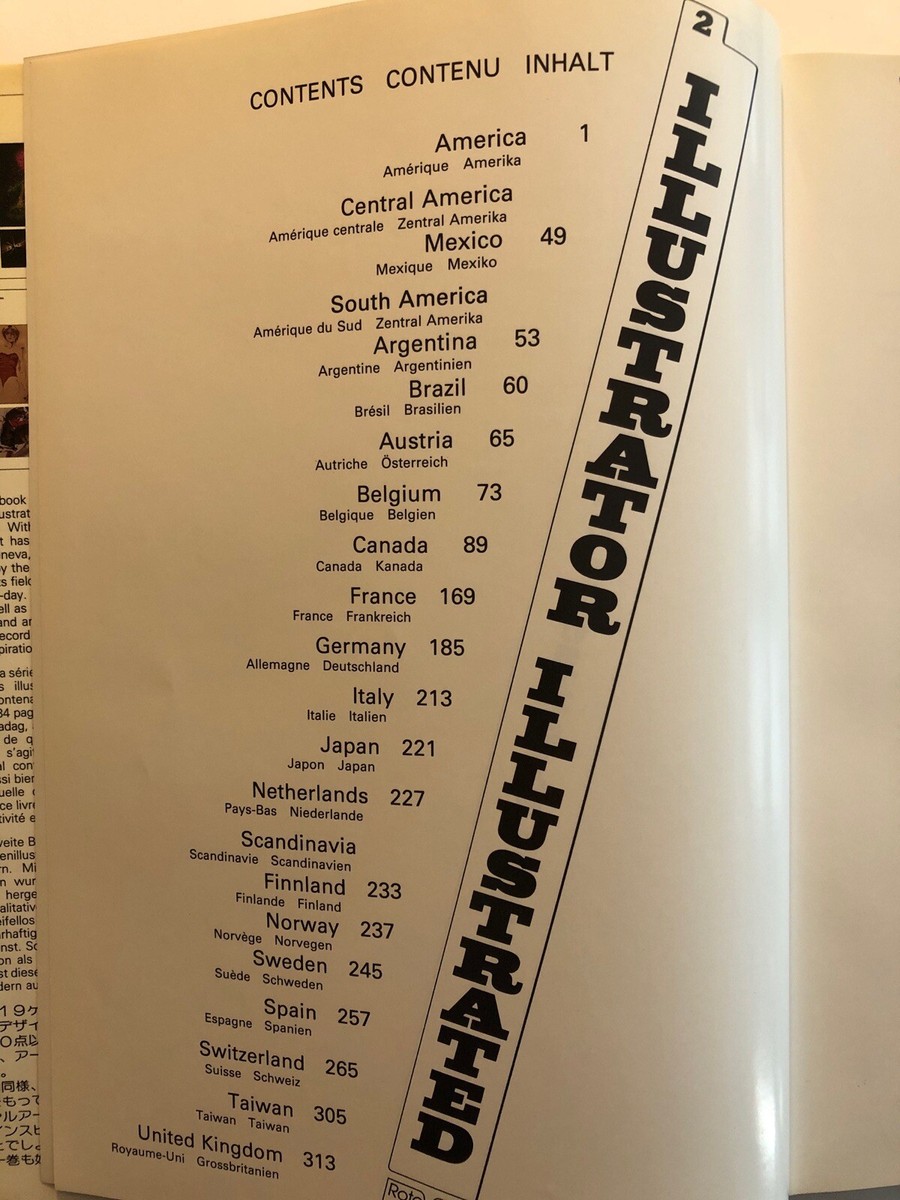 2
ILLUSTRATOR ILLUSTRATED
CONTENTS CONTENU INHALT
America 1
Amérique Amerika
Central America
Amérique centrale Zentral Amerika
Mexico 49
Mexique Mexiko
South America
Amérique du Sud Zentral Amerika
Argentina 53
Argentine Argentinien
Brazil 60
Brésil Brasilien
Austria 65
Autriche Österreich
Belgium 73
Belgique Belgien
Canada 89
Canada Kanada
France 169
France Frankreich
Germany 185
Allemagne Deutschland
Italy 213
Italie Italien
Japan 221
Japon Japan
Netherlands 227
Pays-Bas Niederlande
Scandinavia
Scandinavie Scandinavien
Finnland 233
Finlande Finland
Norway 237
Norvège Norvegen
Sweden 245
Suède Schweden
Spain 257
Espagne Spanien
Switzerland 265
Suisse Schweiz
Taiwan 305
Taiwan Taiwan
United Kingdom 313
Royaume-Uni Grossbritanien